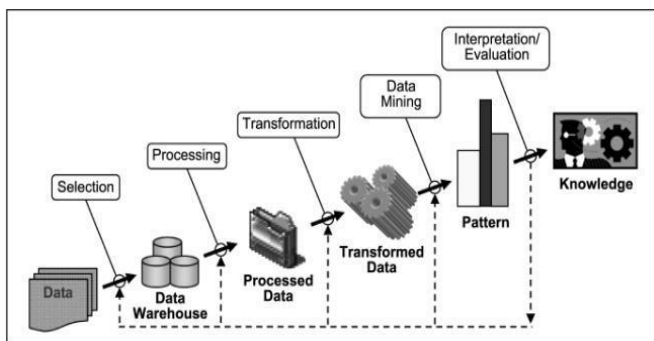 Interpretation/
Evaluation
Data
Mining
Transformation
Processing
Selection
Knowledge
Pattern
Transformed
Data
Processed
Data
Data
Warehouse
Data